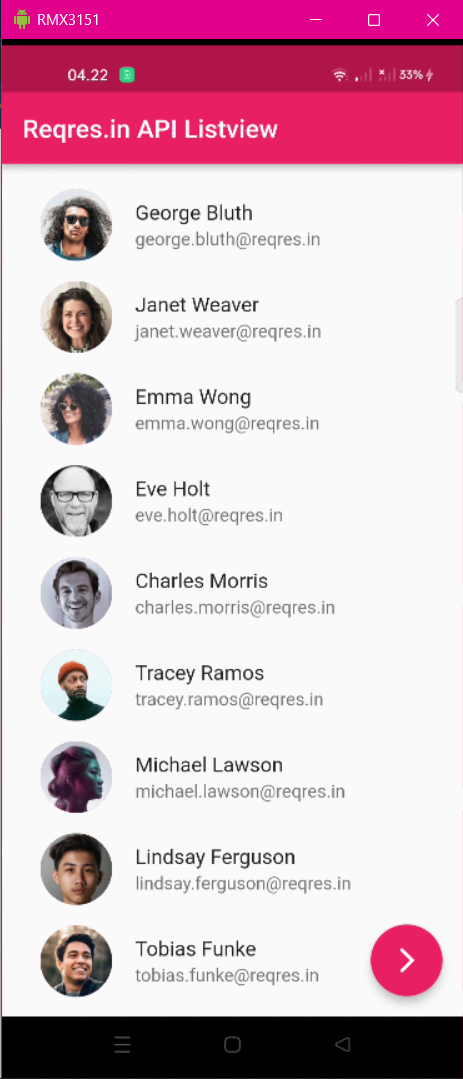 RMX3151
04.22
33%
Reqres.in API Listview
George Bluth
george.bluth@reqres.in
Janet Weaver
janet.weaver@reqres.in
Emma Wong
emma.wong@reqres.in
Eve Holt
eve.holt@reqres.in
Charles Morris
charles.morris@reqres.in
Tracey Ramos
tracey.ramos@reqres.in
Michael Lawson
michael.lawson@reqres.in
Lindsay Ferguson
lindsay.ferguson@reqres.in
Tobias Funke
tobias.funke@reqres.in